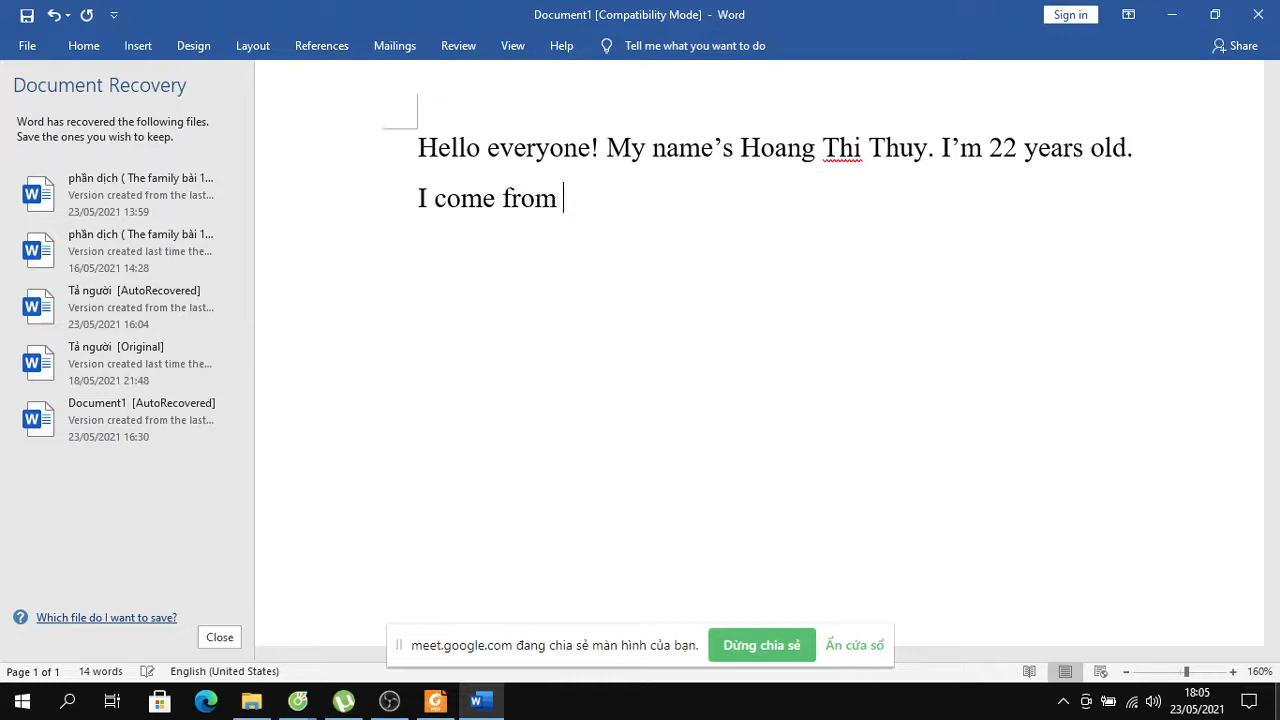 Document1 [Compatibility Mode] - Word
Sign in
File Home Insert Design Layout References Mailings Review View Help Tell me what you want to do Share
Document Recovery
Word has recovered the following files.
Save the ones you wish to keep.
phần dịch ( The family bài 1...
Version created from the last...
23/05/2021 13:59
phần dịch ( The family bài 1...
Version created last time the...
16/05/2021 14:28
Tả người [AutoRecovered]
Version created from the last...
23/05/2021 16:04
Tả người [Original]
Version created last time the...
18/05/2021 21:48
Document1 [AutoRecovered]
Version created from the last...
23/05/2021 16:30
Which file do I want to save?
Close
Hello everyone! My name’s Hoang Thi Thuy. I’m 22 years old.
I come from
meet.google.com đang chia sẻ màn hình của bạn. Dừng chia sẻ Ẩn cửa sổ
Page 1 of 1 14 words English (United States) 160%
18:05
23/05/2021